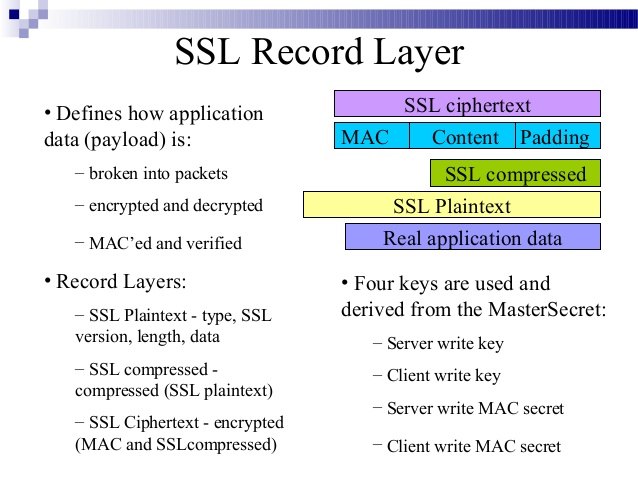 SSL Record Layer
• Defines how application
data (payload) is:
– broken into packets
– encrypted and decrypted
– MAC’ed and verified
• Record Layers:
– SSL Plaintext - type, SSL
version, length, data
– SSL compressed -
compressed (SSL plaintext)
– SSL Ciphertext - encrypted
(MAC and SSLcompressed)
SSL ciphertext
MAC Content Padding
SSL compressed
SSL Plaintext
Real application data
• Four keys are used and
derived from the MasterSecret:
– Server write key
– Client write key
– Server write MAC secret
– Client write MAC secret